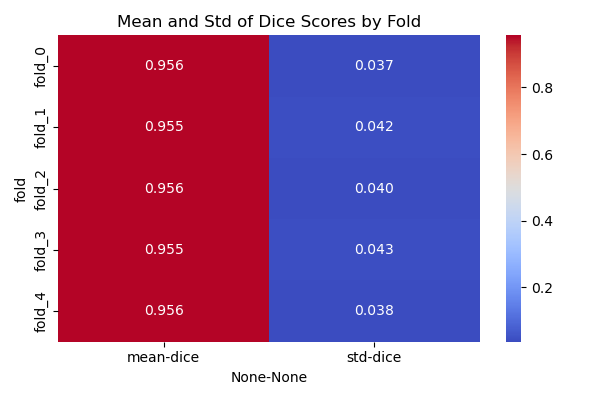 Mean and Std of Dice Scores by Fold
fold
fold_0
0.956
0.037
fold_1
0.955
0.042
fold_2
0.956
0.040
fold_3
0.955
0.043
fold_4
0.956
0.038
mean-dice
std-dice
None-None
0.8
0.6
0.4
0.2